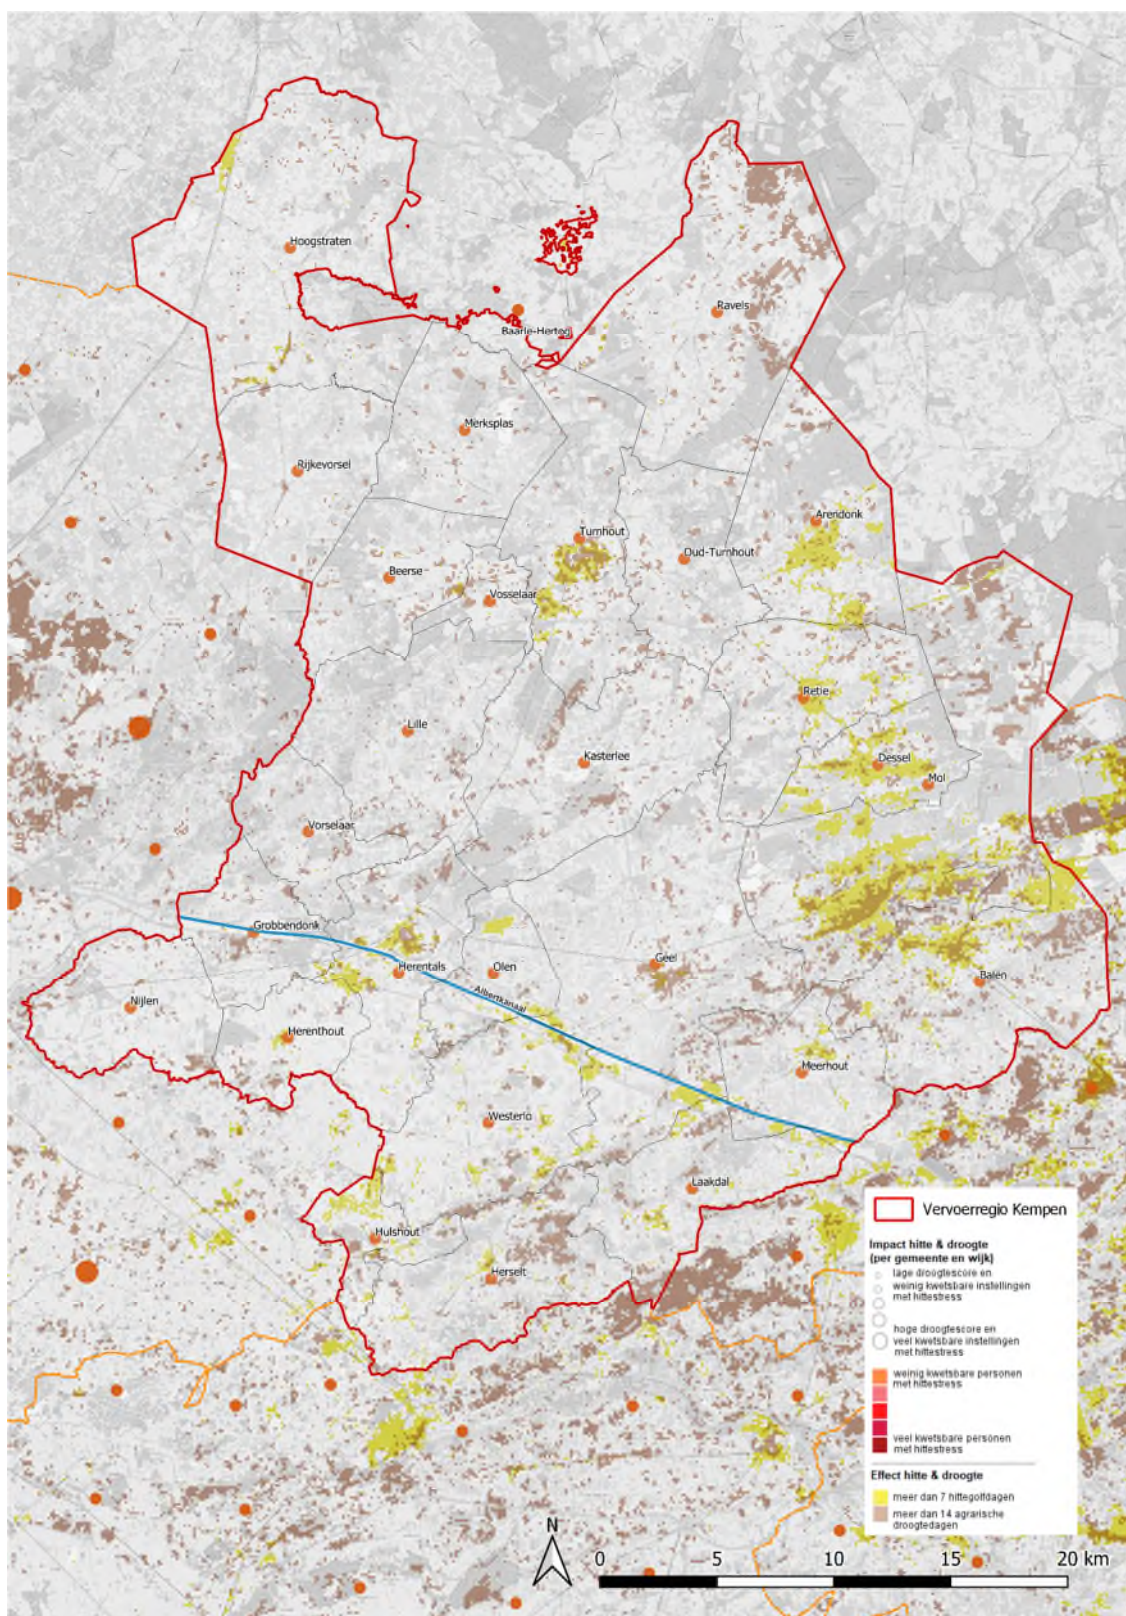 Hoogstraten
Ravels
Baarle-Hertog
Merksplas
Rijkevorsel
Arendonk
Turnhout
Oud-Turnhout
Beerse
Vosselaar
Retie
Lille
Kasterlee
Dessel
Mol
Vorselaar
Grobbendonk
Geel
Herentals
Olen
Balen
Albertkanaal
Nijlen
Herenthout
Meerhout
Westerlo
Laakdal
Hulshout
Herselt
Vervoerregio Kempen
Impact hitte & droogte
(per gemeente en wijk)
lage droogtescore en
weinig kwetsbare instellingen
met hittestress
hoge droogtescore en
veel kwetsbare instellingen
met hittestress
weinig kwetsbare personen
met hittestress
veel kwetsbare personen
met hittestress
Effect hitte & droogte
meer dan 7 hittegolfdagen
meer dan 14 agrarische
droogtedagen
N
0 5 10 15 20 km